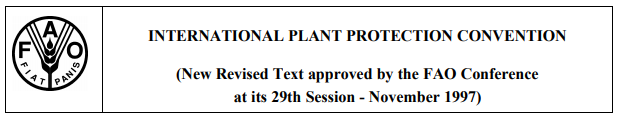 F A O
FIAT PANIS
INTERNATIONAL PLANT PROTECTION CONVENTION
(New Revised Text approved by the FAO Conference
at its 29th Session - November 1997)